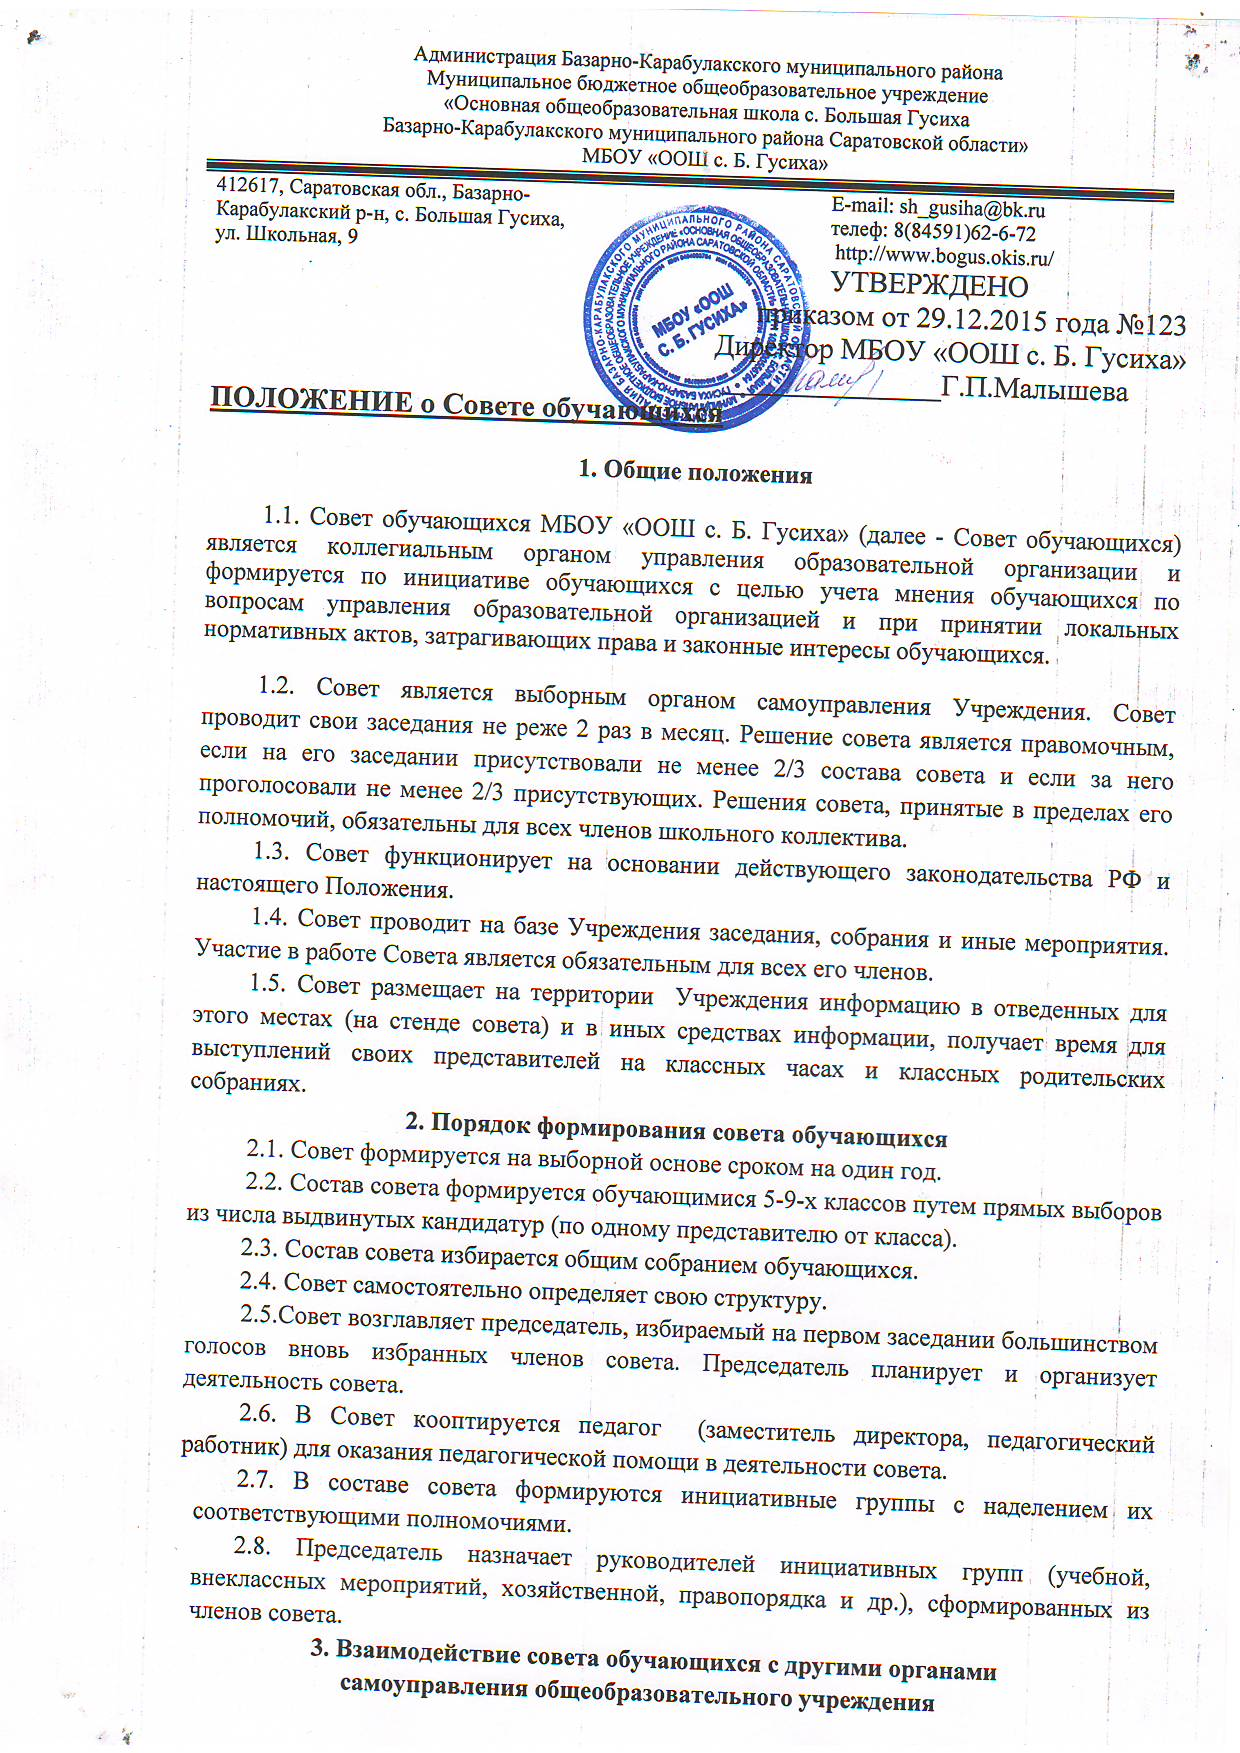 Администрация Базарно-Карабулакского муниципального района
Муниципальное бюджетное общеобразовательное учреждение
«Основная общеобразовательная школа с. Большая Гусиха
Базарно-Карабулакского муниципального района Саратовской области»
МБОУ «ООШ с. Б. Гусиха»
412617, Саратовская обл., Базарно-
Карабулакский р-н, с. Большая Гусиха,
ул. Школьная, 9
E-mail: sh_gusiha@bk.ru
телеф: 8(84591)62-6-72
http://www.bogus.okis.ru/
МБОУ «ООШ
С. Б. ГУСИХА»
УТВЕРЖДЕНО
приказом от 29.12.2015 года №123
Директор МБОУ «ООШ с. Б. Гусиха»
Г.П.Малышева
ПОЛОЖЕНИЕ о Совете обучающихся
1. Общие положения
1.1. Совет обучающихся МБОУ «ООШ с. Б. Гусиха» (далее - Совет обучающихся)
является коллегиальным органом управления образовательной организации и
формируется по инициативе обучающихся с целью учета мнения обучающихся по
вопросам управления образовательной организацией и при принятии локальных
нормативных актов, затрагивающих права и законные интересы обучающихся.
1.2. Совет является выборным органом самоуправления Учреждения. Совет
проводит свои заседания не реже 2 раз в месяц. Решение совета является правомочным,
если на его заседании присутствовали не менее 2/3 состава совета и если за него
проголосовали не менее 2/3 присутствующих. Решения совета, принятые в пределах его
полномочий, обязательны для всех членов школьного коллектива.
1.3. Совет функционирует на основании действующего законодательства РФ и
настоящего Положения.
1.4. Совет проводит на базе Учреждения заседания, собрания и иные мероприятия.
Участие в работе Совета является обязательным для всех его членов.
1.5. Совет размещает на территории Учреждения информацию в отведенных для
этого местах (на стенде совета) и в иных средствах информации, получает время для
выступлений своих представителей на классных часах и классных родительских
собраниях.
2. Порядок формирования совета обучающихся
2.1. Совет формируется на выборной основе сроком на один год.
2.2. Состав совета формируется обучающимися 5-9-х классов путем прямых выборов
из числа выдвинутых кандидатур (по одному представителю от класса).
2.3. Состав совета избирается общим собранием обучающихся.
2.4. Совет самостоятельно определяет свою структуру.
2.5.Совет возглавляет председатель, избираемый на первом заседании большинством
голосов вновь избранных членов совета. Председатель планирует и организует
деятельность совета.
2.6. В Совет кооптируется педагог (заместитель директора, педагогический
работник) для оказания педагогической помощи в деятельности совета.
2.7. В составе совета формируются инициативные группы с наделением их
соответствующими полномочиями.
2.8. Председатель назначает руководителей инициативных групп (учебной,
внеклассных мероприятий, хозяйственной, правопорядка и др.), сформированных из
членов совета.
3. Взаимодействие совета обучающихся с другими органами
самоуправления общеобразовательного учреждения